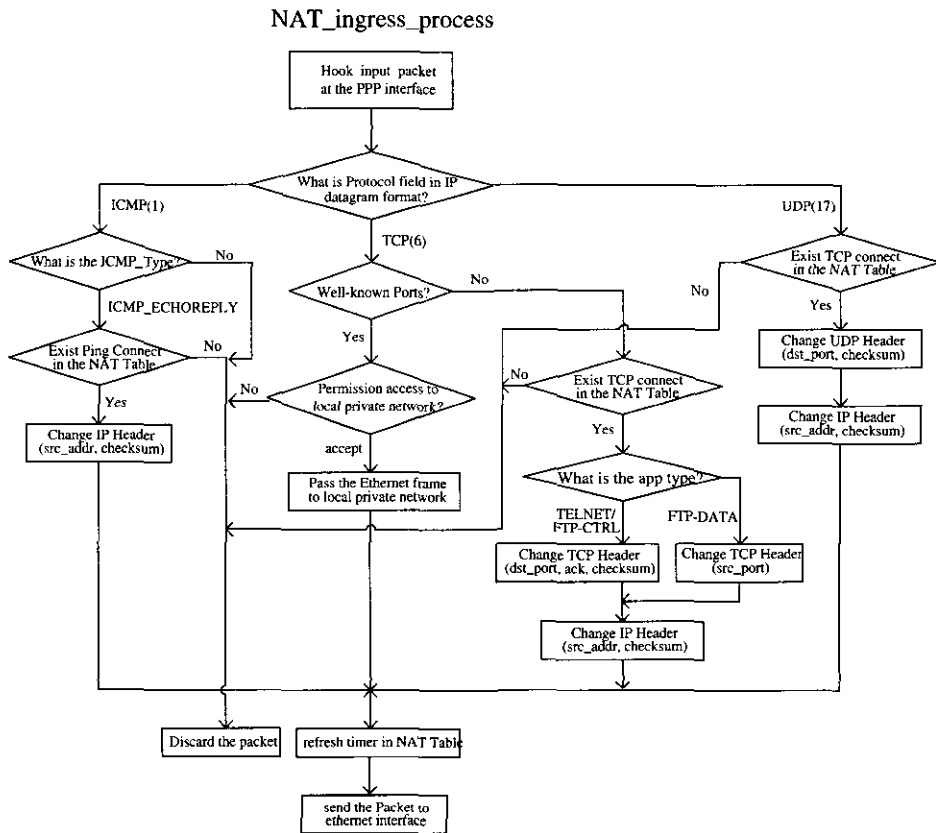 NAT_ingress_process
Hook input packet
at the PPP interface
What is Protocol field in IP
datagram format?
ICMP(1)
UDP(17)
TCP(6)
What is the ICMP_Type?
No
Well-known Ports?
No
Exist TCP connect
in the NAT Table
No
ICMP_ECHOREPLY
Yes
Yes
Exist Ping Connect
in the NAT Table
No
Change UDP Header
(dst_port, checksum)
No
Permission access to
local private network?
No
Exist TCP connect
in the NAT Table
Yes
Change IP Header
(src_addr, checksum)
Change IP Header
(src_addr, checksum)
accept
Yes
Pass the Ethernet frame
to local private network
What is the app type?
TELNET/
FTP-CTRL
FTP-DATA
Change TCP Header
(dst_port, ack, checksum)
Change TCP Header
(src_port)
Change IP Header
(src_addr, checksum)
Discard the packet
refresh timer in NAT Table
send the Packet to
ethernet interface